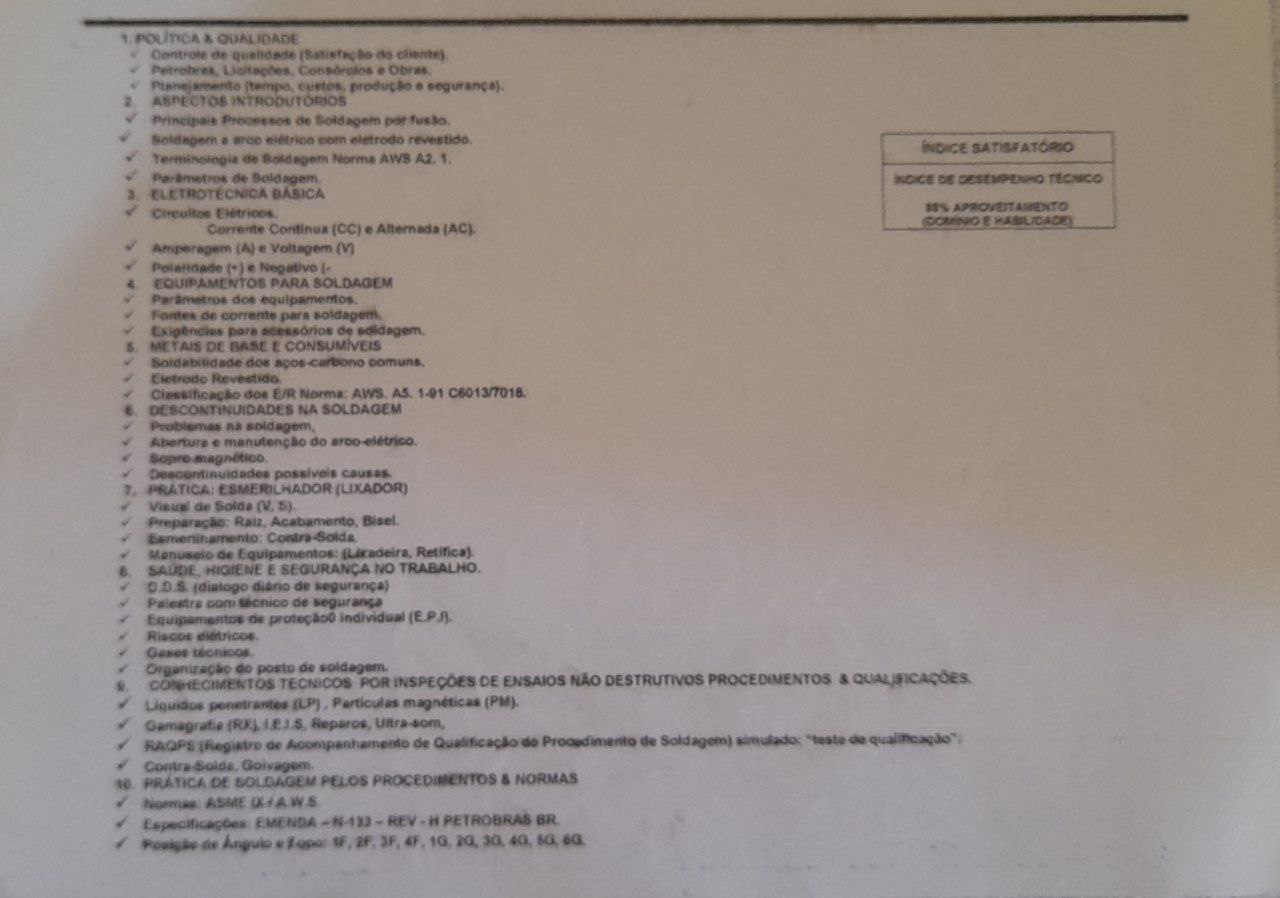 1. POLÍTICA & QUALIDADE
✓ Controle de qualidade (Satisfação do cliente).
✓ Petrobras, Licitações, Consórcios e Obras.
✓ Planejamento (tempo, custos, produção e segurança).
2. ASPECTOS INTRODUTÓRIOS
✓ Principais Processos de Soldagem por fusão.
✓ Soldagem a arco elétrico com eletrodo revestido.
✓ Terminologia de Soldagem Norma AWS A2. 1.
✓ Parâmetros de Soldagem.
3. ELETROTÉCNICA BÁSICA
✓ Circuitos Elétricos.
Corrente Continua (CC) e Alternada (AC).
✓ Amperagem (A) e Voltagem (V)
✓ Polaridade (+) e Negativo (-
4. EQUIPAMENTOS PARA SOLDAGEM
✓ Parâmetros dos equipamentos.
✓ Fontes de corrente para soldagem.
✓ Exigências para acessórios de soldagem.
5. METAIS DE BASE E CONSUMÍVEIS
✓ Soldabilidade dos aços-carbono comuns.
✓ Eletrodo Revestido.
✓ Classificação dos E/R Norma: AWS. A5. 1-91 C6013/7018.
6. DESCONTINUIDADES NA SOLDAGEM
✓ Problemas na soldagem,
✓ Abertura e manutenção do arco-elétrico.
✓ Sopro magnético.
✓ Descontinuidades possíveis causas.
7. PRÁTICA: ESMERILHADOR (LIXADOR)
✓ Visual de Solda (V, S).
✓ Preparação: Raiz, Acabamento, Bisel.
✓ Esmerilhamento: Contra-Solda.
✓ Manuseio de Equipamentos: (Lixadeira, Retifica).
8. SAÚDE, HIGIENE E SEGURANÇA NO TRABALHO.
✓ D.D.S. (dialogo diário de segurança)
✓ Palestra com técnico de segurança
✓ Equipamentos de proteção0 individual (E.P.I).
✓ Riscos elétricos.
✓ Gases técnicos.
✓ Organização do posto de soldagem.
9. CONHECIMENTOS TECNICOS POR INSPEÇÕES DE ENSAIOS NÃO DESTRUTIVOS PROCEDIMENTOS & QUALIFICAÇÕES.
✓ Liquidos penetrantes (LP) , Particulas magnéticas (PM).
✓ Gamagrafia (RX), I.E.I.S, Reparos, Ultra-som,
✓ RAQPS (Registro de Acompanhamento de Qualificação do Procedimento de Soldagem) simulado: "teste de qualificação".
✓ Contra-Solda, Goivagem.
10. PRÁTICA DE SOLDAGEM PELOS PROCEDIMENTOS & NORMAS
✓ Normas: ASME IX / A.W.S.
✓ Especificações: EMENDA – N-133 – REV - H PETROBRAS BR.
✓ Posição de Ângulo e Topo: 1F, 2F, 3F, 4F, 1G, 2G, 3G, 4G, 5G, 6G.
ÍNDICE SATISFATÓRIO
ÍNDICE DE DESEMPENHO TÉCNICO
APROVEITAMENTO
(DOMINIO E HABILIDADE)